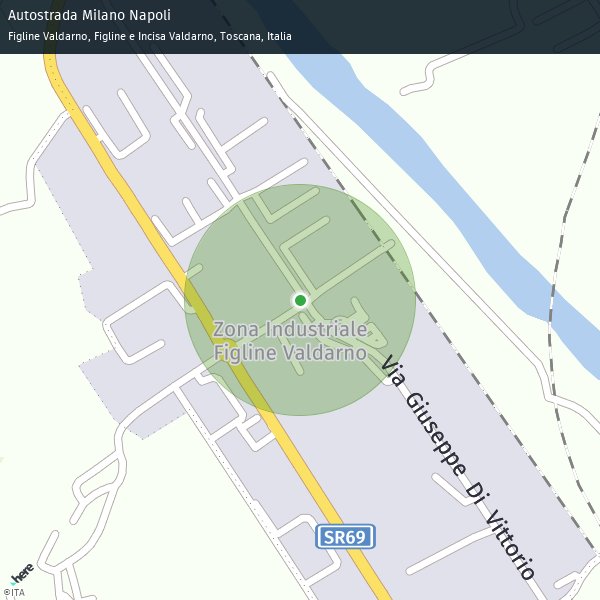 Autostrada Milano Napoli
Figline Valdarno, Figline e Incisa Valdarno, Toscana, Italia
Zona Industriale
Figline Valdarno
Via Giuseppe Di Vittorio
SR69
here
©ITA